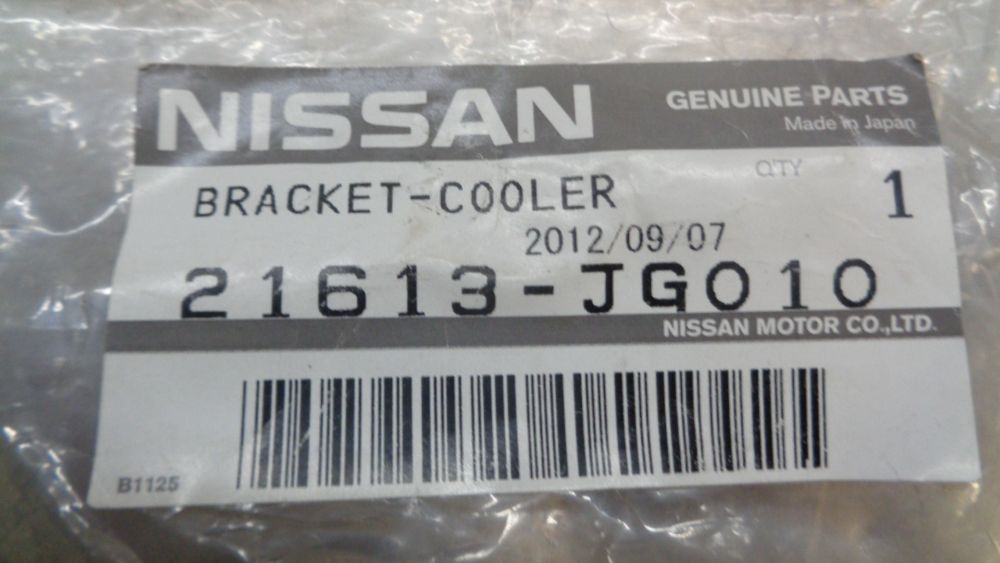 NISSAN
GENUINE PARTS
Made in Japan
Q'TY
BRACKET-COOLER 1
2012/09/07
21613-JG010
NISSAN MOTOR CO.,LTD.
B1125